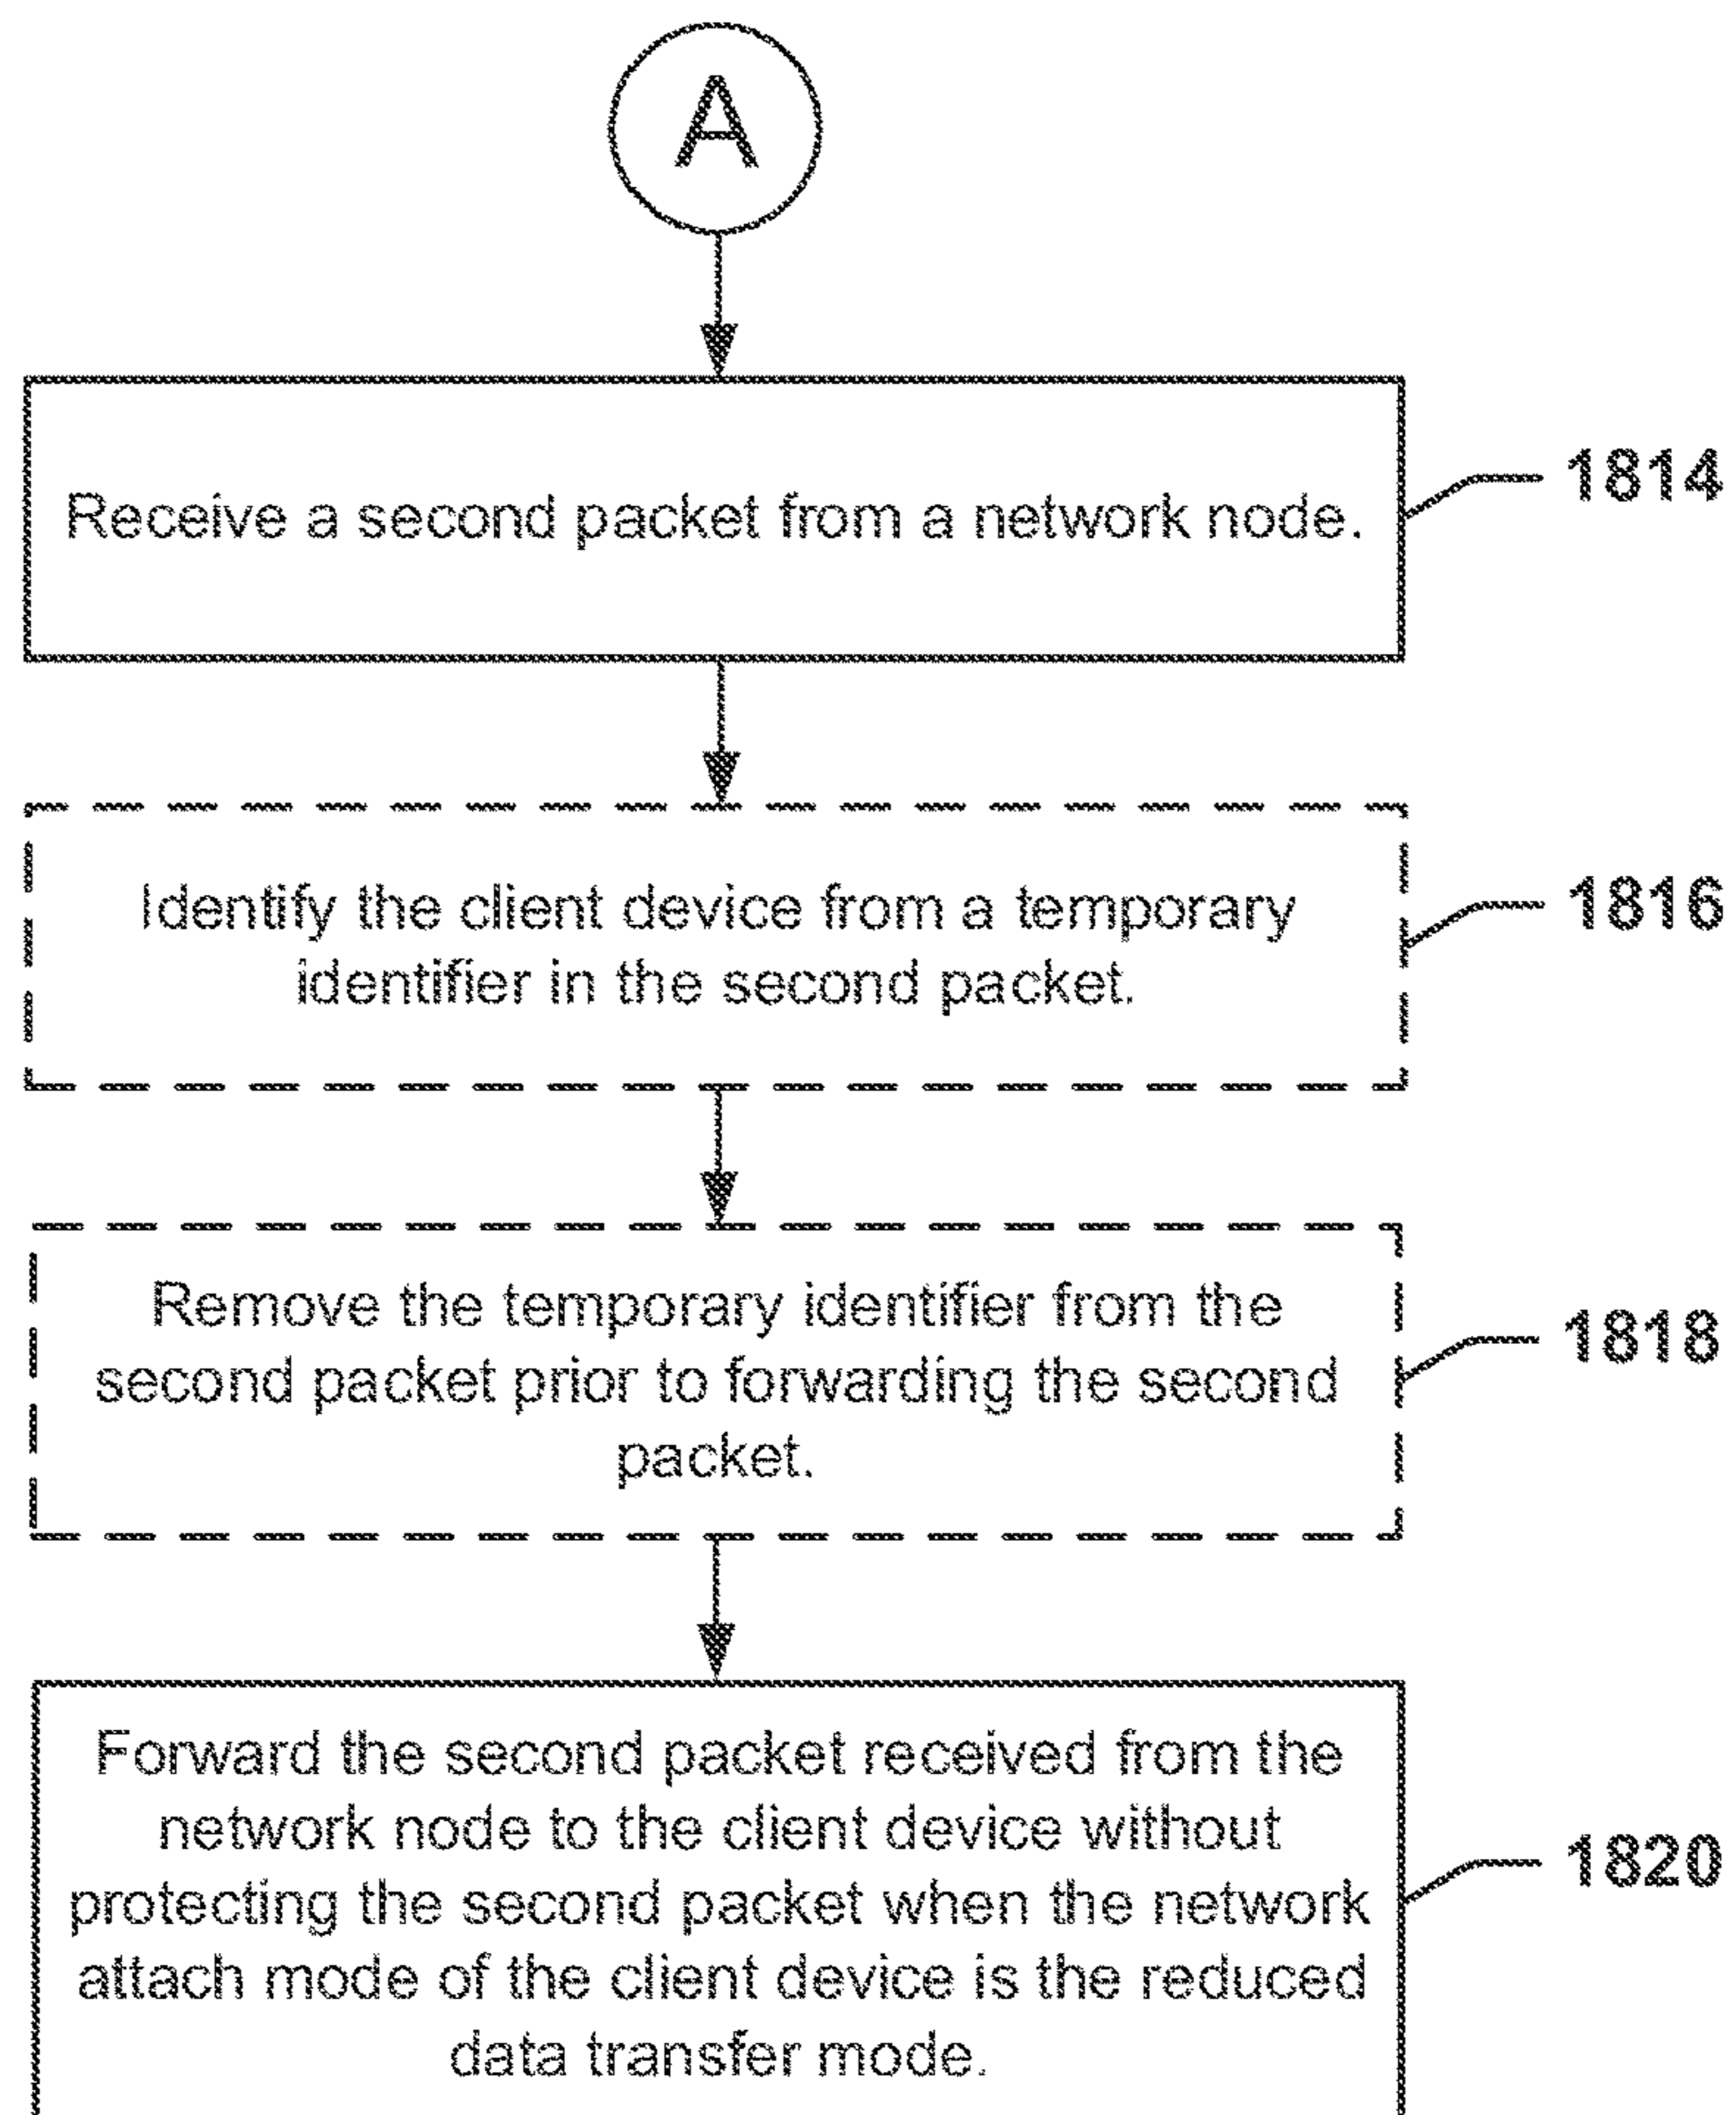 A
Receive a second packet from a network node.
1814
Identify the client device from a temporary
identifier in the second packet.
1816
Remove the temporary identifier from the
second packet prior to forwarding the second
packet.
1818
Forward the second packet received from the
network node to the client device without
protecting the second packet when the network
attach mode of the client device is the reduced
data transfer mode.
1820